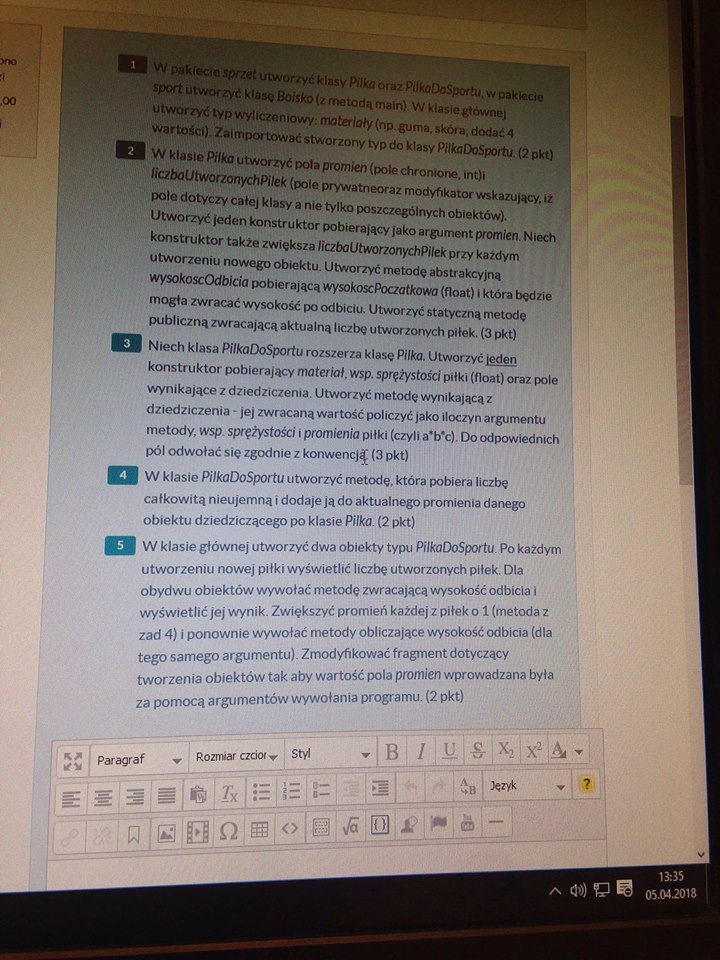 ono
,00
1 W pakiecie sprzet utworzyć klasy Pilka oraz PilkaDoSportu, w pakiecie
sport utworzyć klasę Boisko (z metodą main). W klasie głównej
utworzyć typ wyliczeniowy: materiały (np. guma, skóra; dodać 4
wartości). Zaimportować stworzony typ do klasy PilkaDoSportu. (2 pkt)
2 W klasie Pilka utworzyć pola promien (pole chronione, int)i
liczbaUtworzonychPilek (pole prywatneoraz modyfikator wskazujący, iż
pole dotyczy całej klasy a nie tylko poszczególnych obiektów).
Utworzyć jeden konstruktor pobierający jako argument promien. Niech
konstruktor także zwiększa liczbaUtworzonychPilek przy każdym
utworzeniu nowego obiektu. Utworzyć metodę abstrakcyjną
wysokoscOdbicia pobierającą wysokoscPoczatkowa (float) i która będzie
mogła zwracać wysokość po odbiciu. Utworzyć statyczną metodę
publiczną zwracającą aktualną liczbę utworzonych piłek. (3 pkt)
3 Niech klasa PilkaDoSportu rozszerza klasę Pilka. Utworzyć jeden
konstruktor pobierający materiał, wsp. sprężystości piłki (float) oraz pole
wynikające z dziedziczenia. Utworzyć metodę wynikającą z
dziedziczenia - jej zwracaną wartość policzyć jako iloczyn argumentu
metody, wsp. sprężystości i promienia piłki (czyli a*b*c). Do odpowiednich
pól odwołać się zgodnie z konwencją. (3 pkt)
4 W klasie PilkaDoSportu utworzyć metodę, która pobiera liczbę
całkowitą nieujemną i dodaje ją do aktualnego promienia danego
obiektu dziedziczącego po klasie Pilka. (2 pkt)
5 W klasie głównej utworzyć dwa obiekty typu PilkaDoSportu. Po każdym
utworzeniu nowej piłki wyświetlić liczbę utworzonych piłek. Dla
obydwu obiektów wywołać metodę zwracającą wysokość odbicia i
wyświetlić jej wynik. Zwiększyć promień każdej z piłek o 1 (metoda z
zad 4) i ponownie wywołać metody obliczające wysokość odbicia (dla
tego samego argumentu). Zmodyfikować fragment dotyczący
tworzenia obiektów tak aby wartość pola promien wprowadzana była
za pomocą argumentów wywołania programu. (2 pkt)
Paragraf Rozmiar czcior Styl B I U S X₂ X² A
Tx Język ?
Ω
13:35
05.04.2018